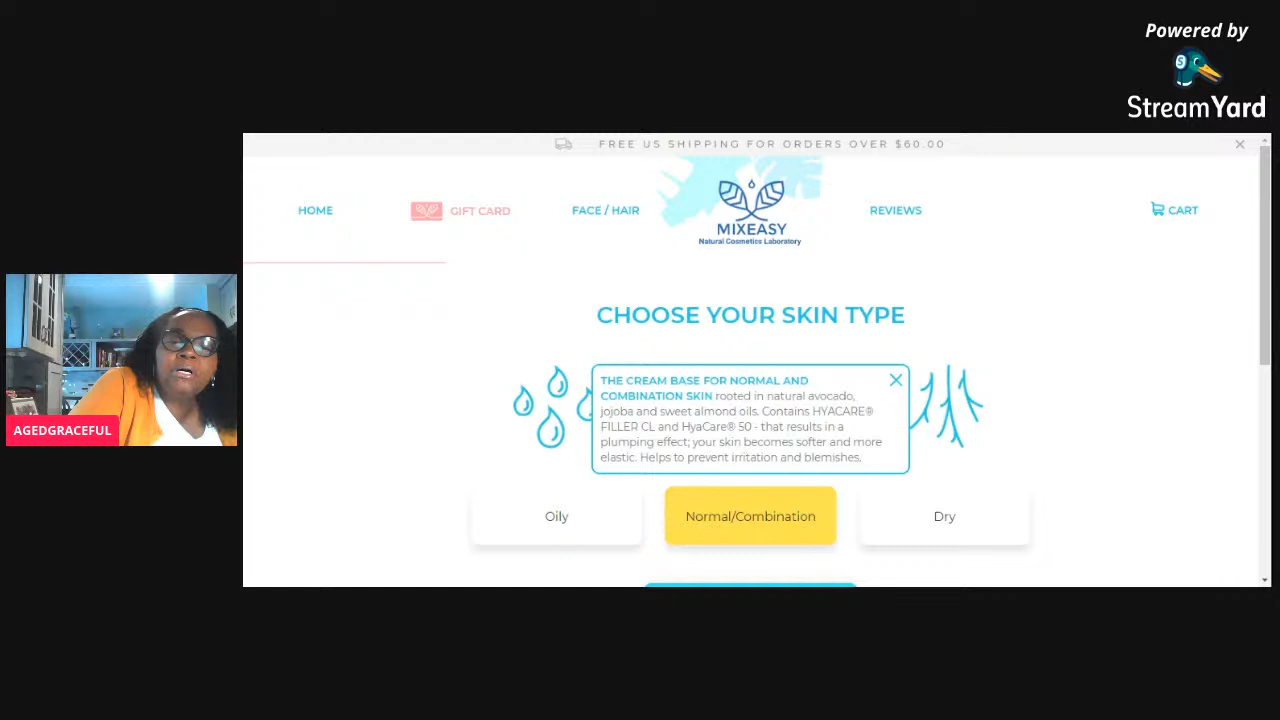 Powered by
StreamYard
FREE US SHIPPING FOR ORDERS OVER $60.00
HOME
GIFT CARD
FACE / HAIR
MIXEASY
Natural Cosmetics Laboratory
REVIEWS
CART
CHOOSE YOUR SKIN TYPE
THE CREAM BASE FOR NORMAL AND
COMBINATION SKIN rooted in natural avocado,
jojoba and sweet almond oils. Contains HYACARE®
FILLER CL and HyaCare® 50 - that results in a
plumping effect; your skin becomes softer and more
elastic. Helps to prevent irritation and blemishes.
AGEDGRACEFUL
Oily
Normal/Combination
Dry